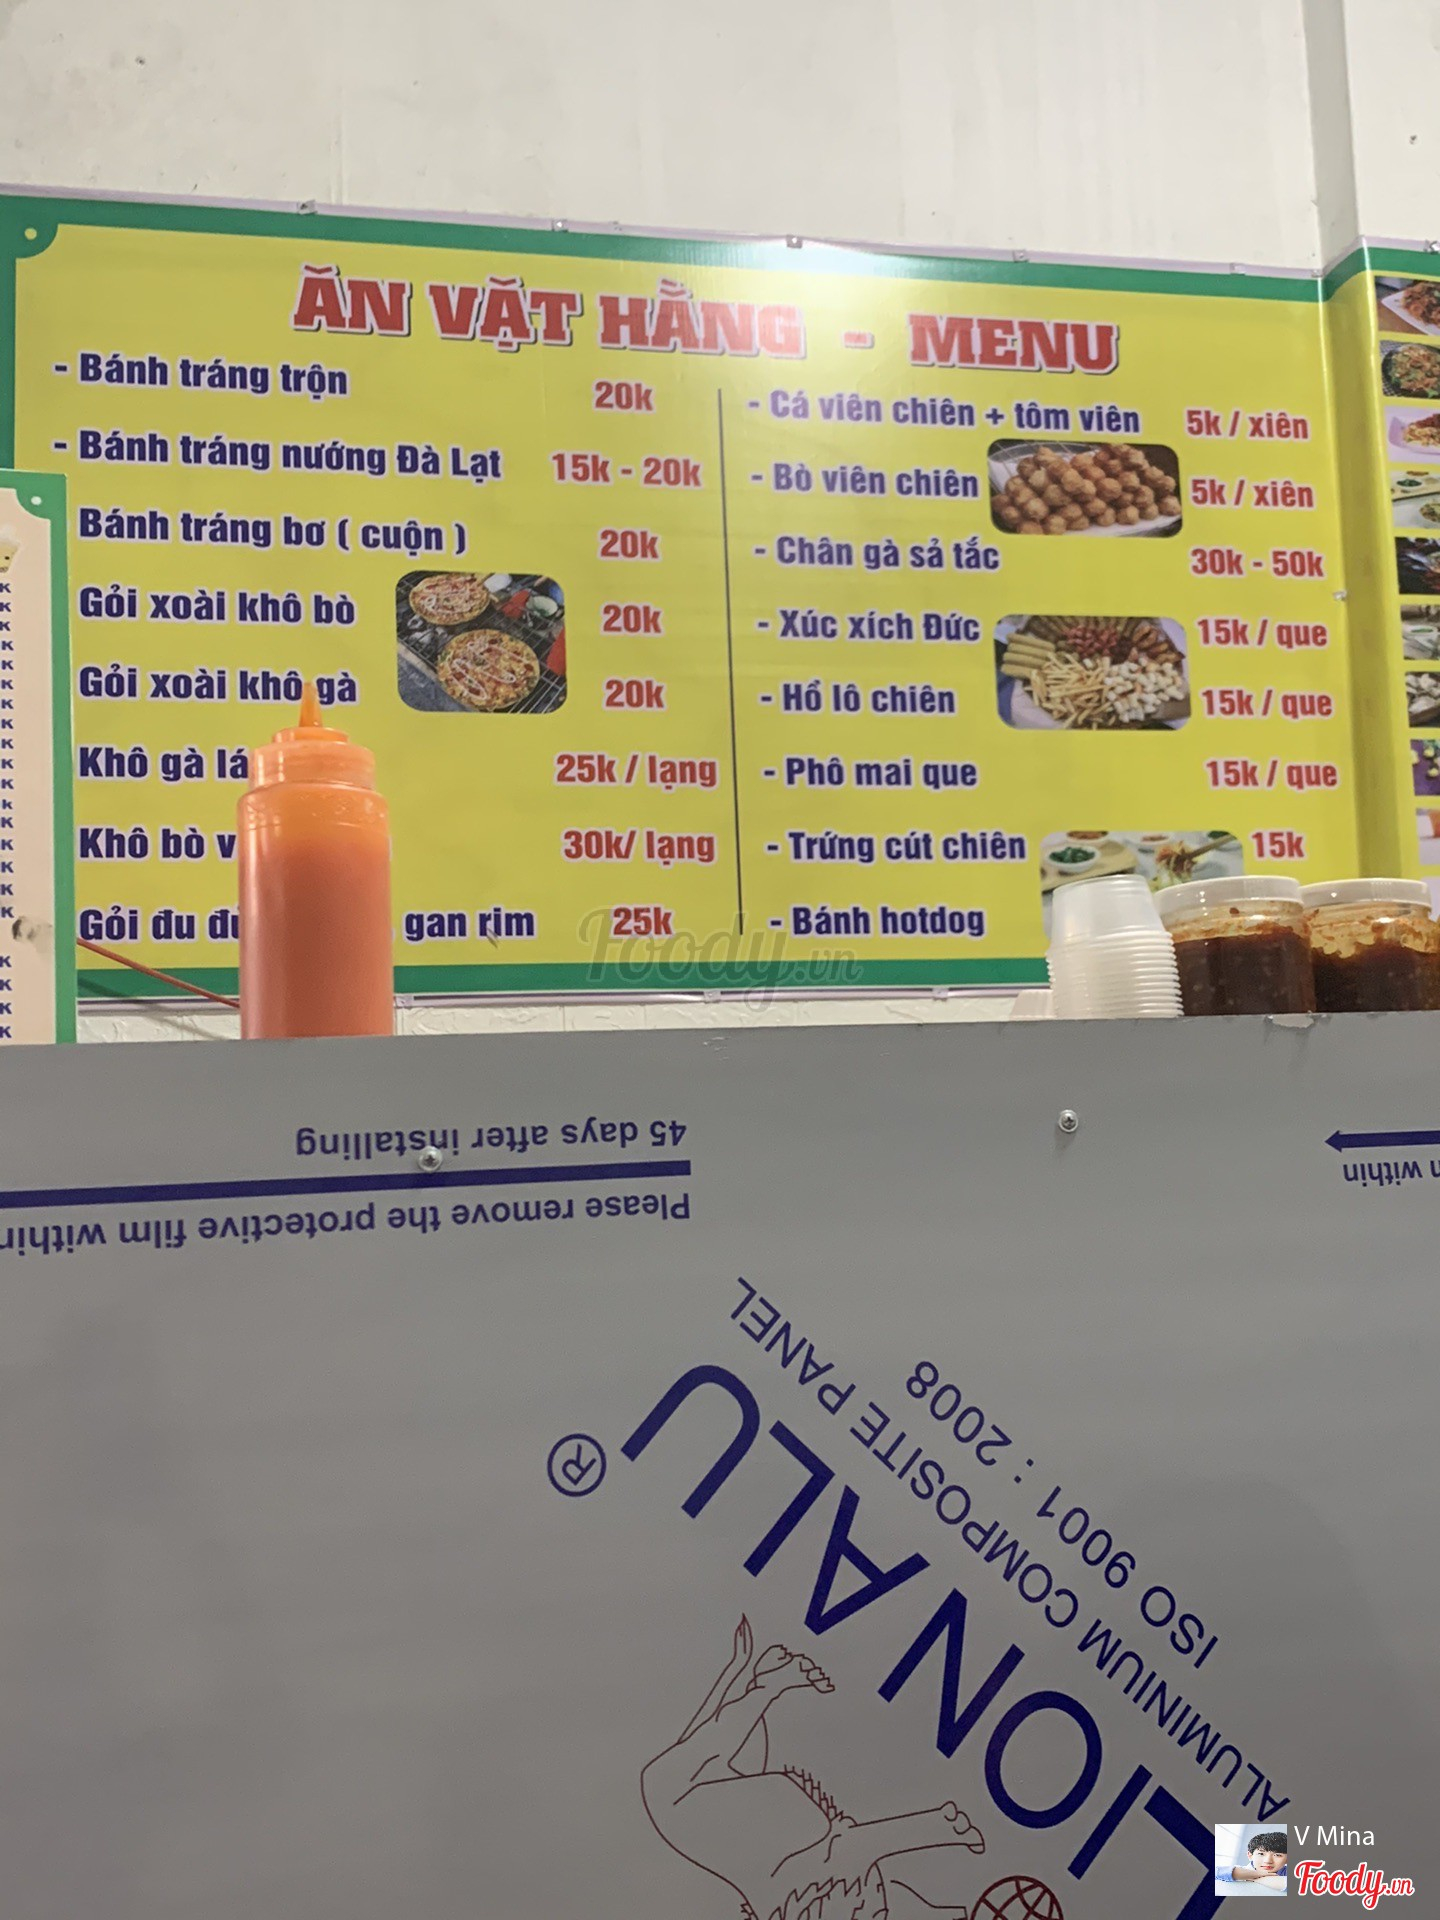 ĂN VẶT HẰNG - MENU
- Bánh tráng trộn 20k
- Bánh tráng nướng Đà Lạt 15k - 20k
Bánh tráng bơ ( cuộn ) 20k
Gỏi xoài khô bò 20k
Gỏi xoài khô gà 20k
Khô gà lá 25k / lạng
Khô bò 30k/ lạng
Gỏi đu gan rim 25k
- Cá viên chiên + tôm viên 5k / xiên
- Bò viên chiên 5k / xiên
- Chân gà sả tắc 30k - 50k
- Xúc xích Đức 15k / que
- Hổ lô chiên 15k / que
- Phô mai que 15k / que
- Trứng cút chiên 15k
- Bánh hotdog
K
K
K
K
K
K
K
K
K
K
K
k
K
K
K
K
K
K
K
K
K
Foody.vn
45 days after installing
Please remove the protective film within
within
LIONALU ®
ALUMINIUM COMPOSITE PANEL
ISO 9001 : 2008
V Mina
Foody.vn